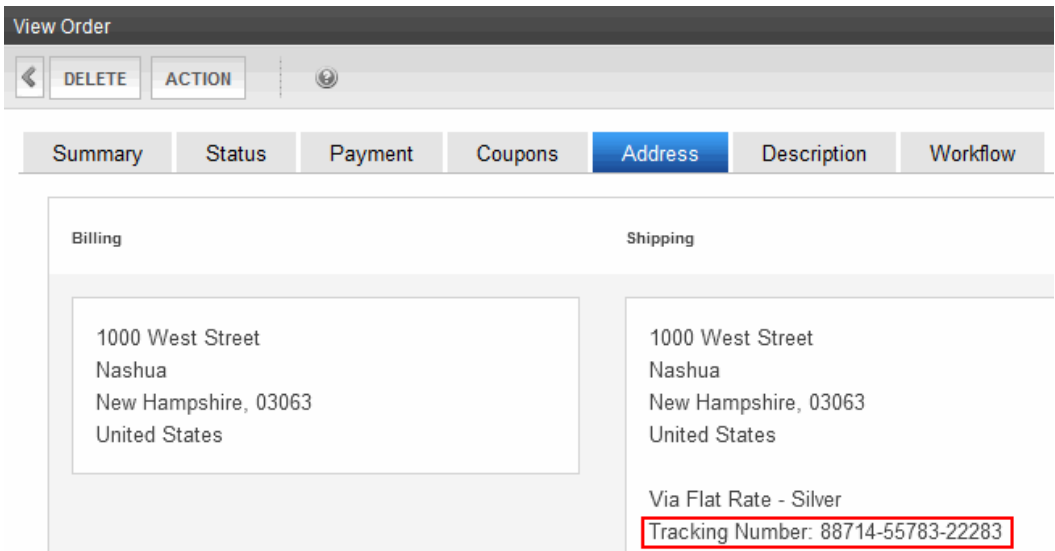 View Order
DELETE ACTION
Summary Status Payment Coupons Address Description Workflow
Billing
1000 West Street
Nashua
New Hampshire, 03063
United States
Shipping
1000 West Street
Nashua
New Hampshire, 03063
United States
Via Flat Rate - Silver
Tracking Number: 88714-55783-22283